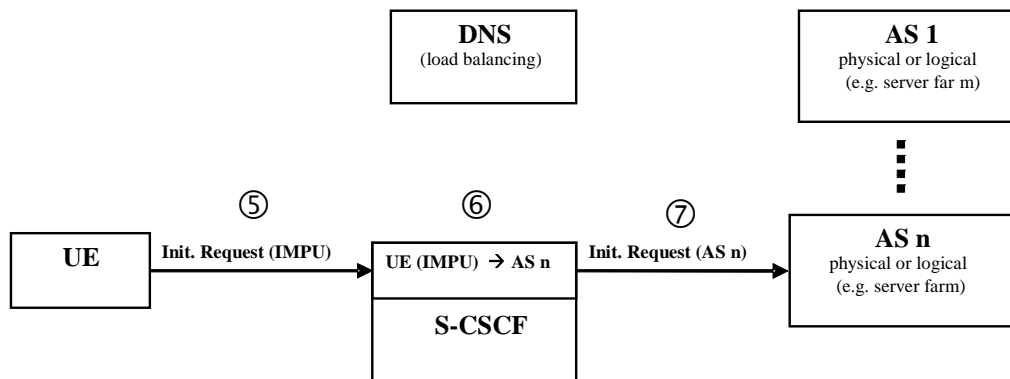 DNS
(load balancing)
AS 1
physical or logical
(e.g. server far m)
⑤
⑥
⑦
UE
Init. Request (IMPU)
UE (IMPU) → AS n
Init. Request (AS n)
AS n
physical or logical
(e.g. server farm)
S-CSCF